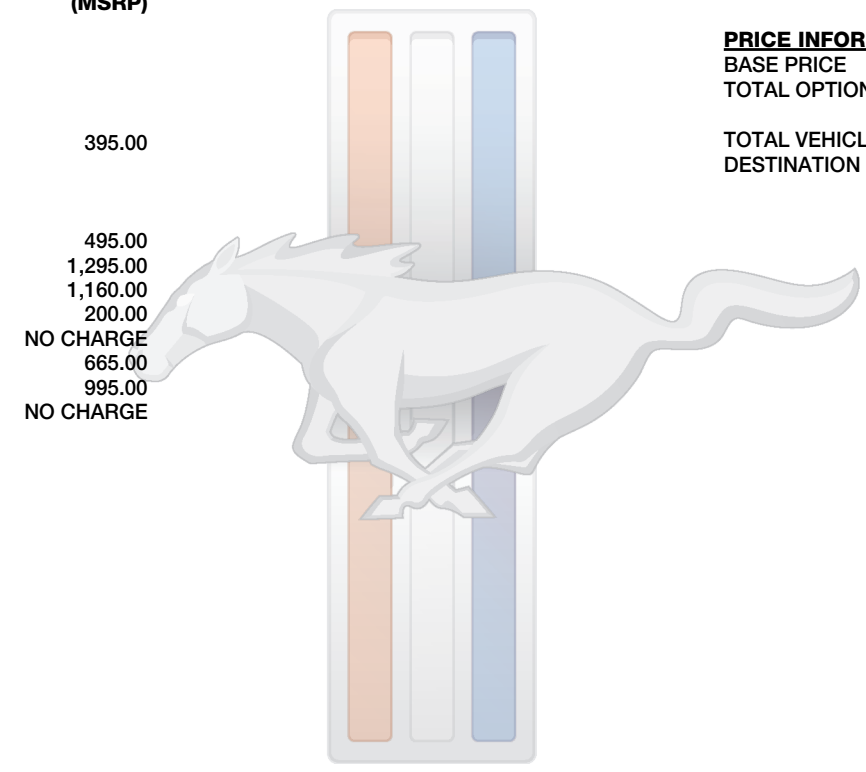 (MSRP)
395.00
495.00
1,295.00
1,160.00
200.00
NO CHARGE
665.00
995.00
NO CHARGE
PRICE INFOR
BASE PRICE
TOTAL OPTION
TOTAL VEHICL
DESTINATION